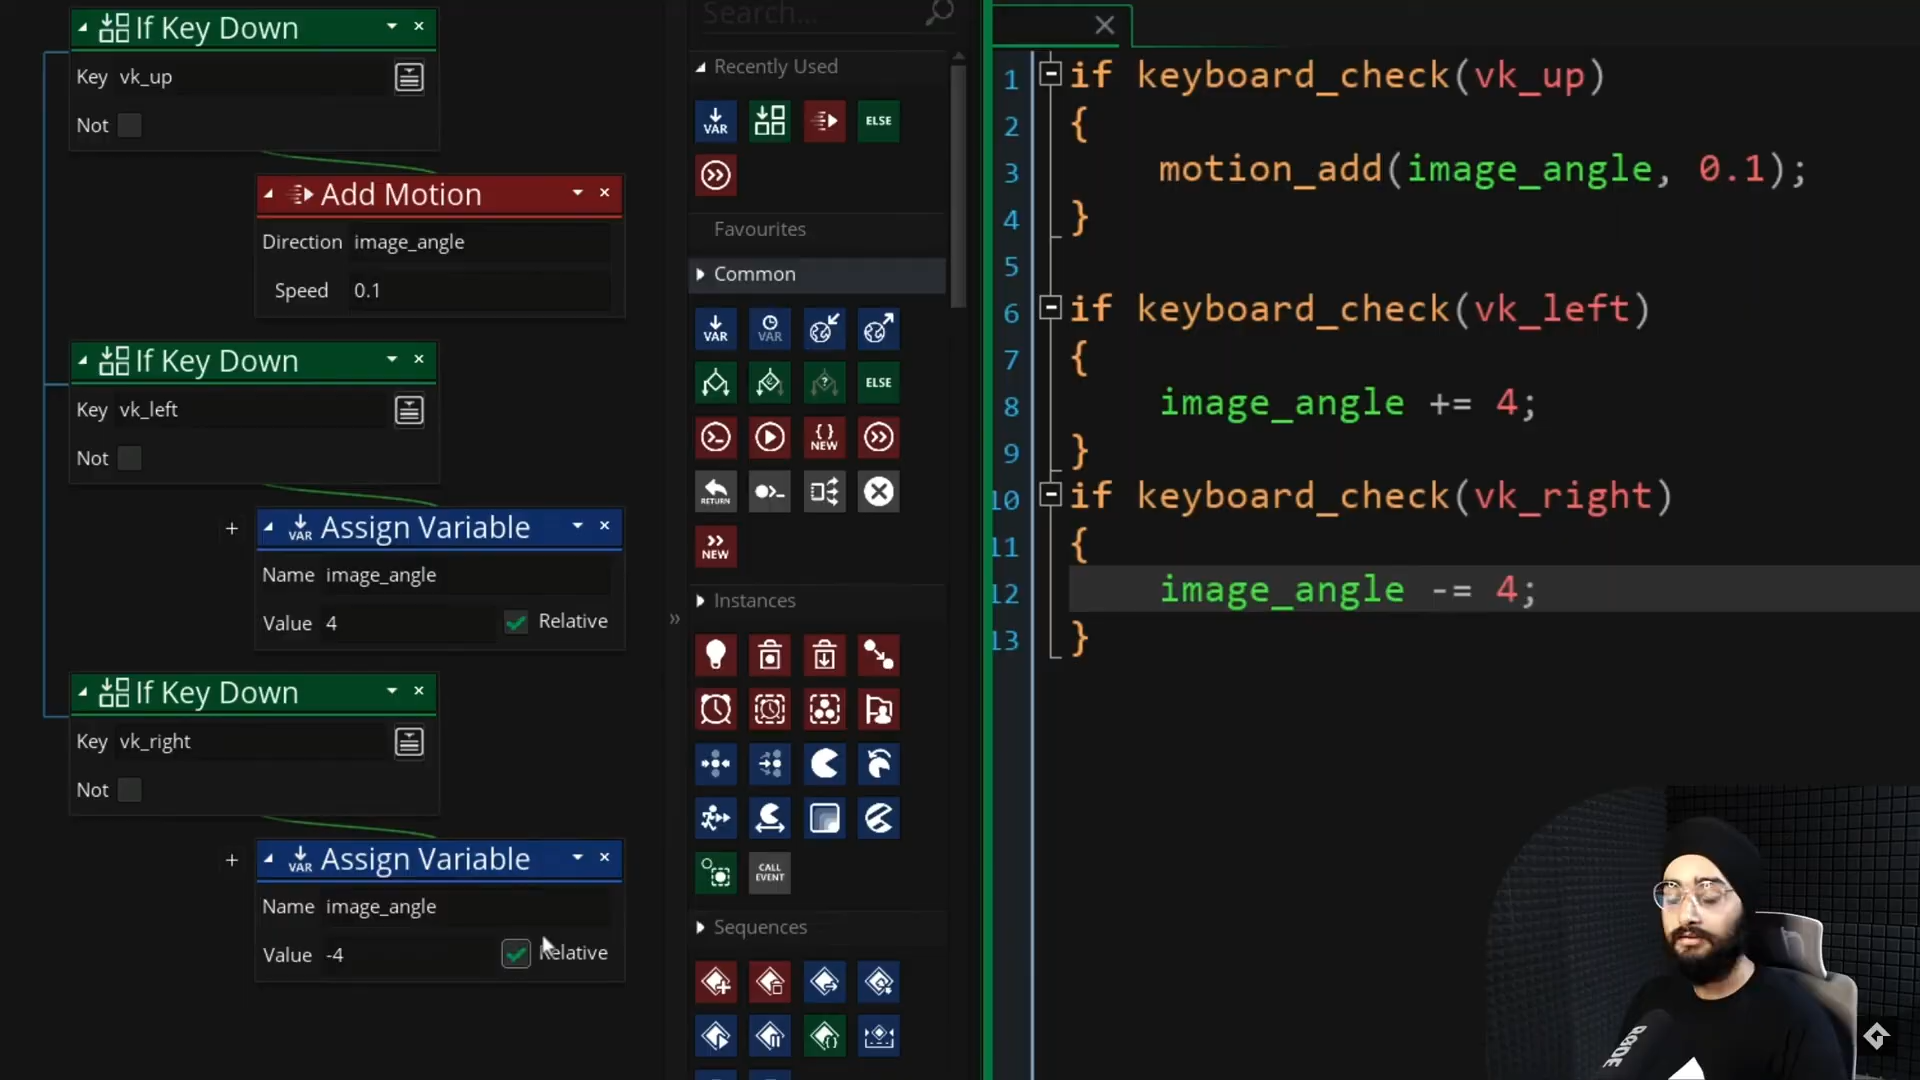 If Key Down
Key vk_up
Not
Add Motion
Direction image_angle
Speed 0.1
If Key Down
Key vk_left
Not
VAR Assign Variable
Name image_angle
Value 4 Relative
If Key Down
Key vk_right
Not
VAR Assign Variable
Name image_angle
Value -4 Relative
Search...
Recently Used
VAR ELSE
Favourites
Common
VAR VAR
ELSE
NEW
RETURN
NEW
Instances
CALL EVENT
Sequences
1 if keyboard_check(vk_up)
2 {
3 motion_add(image_angle, 0.1);
4 }
5
6 if keyboard_check(vk_left)
7 {
8 image_angle += 4;
9 }
10 if keyboard_check(vk_right)
11 {
12 image_angle -= 4;
13 }
RODE